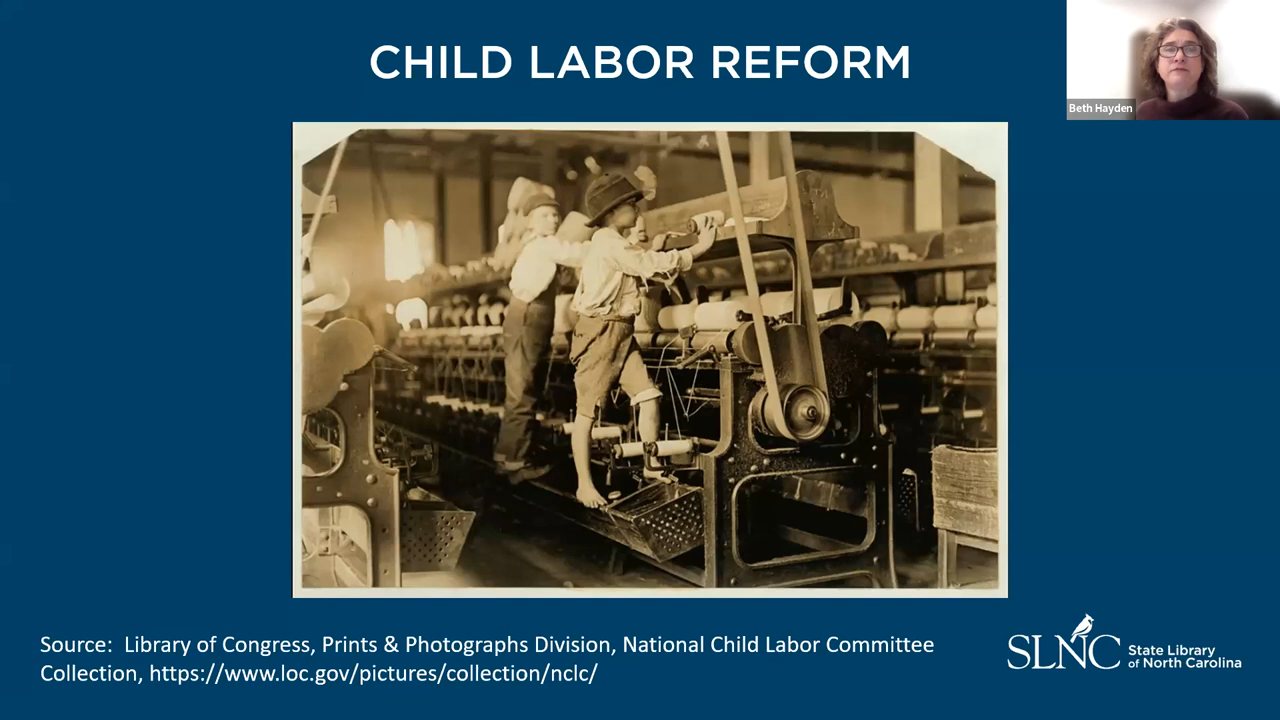 CHILD LABOR REFORM
Beth Hayden
Source:  Library of Congress, Prints & Photographs Division, National Child Labor Committee
Collection, https://www.loc.gov/pictures/collection/nclc/
SLNC
State Library
of North Carolina